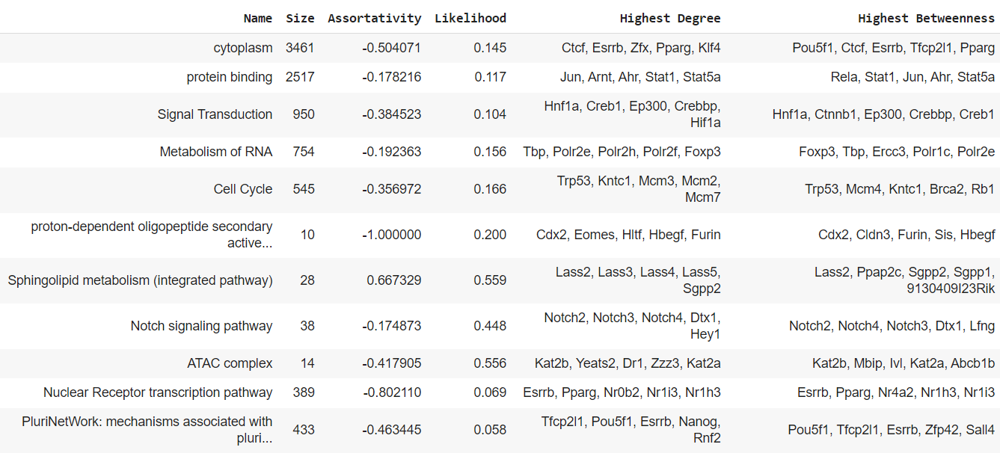 Name Size Assortativity Likelihood Highest Degree Highest Betweenness
cytoplasm 3461 -0.504071 0.145 Ctcf, Esrrb, Zfx, Pparg, Klf4 Pou5f1, Ctcf, Esrrb, Tfcp2l1, Pparg
protein binding 2517 -0.178216 0.117 Jun, Arnt, Ahr, Stat1, Stat5a Rela, Stat1, Jun, Ahr, Stat5a
Signal Transduction 950 -0.384523 0.104 Hnf1a, Creb1, Ep300, Crebbp, Hnf1a, Ctnnb1, Ep300, Crebbp, Creb1
Hif1a
Metabolism of RNA 754 -0.192363 0.156 Tbp, Polr2e, Polr2h, Polr2f, Foxp3 Foxp3, Tbp, Ercc3, Polr1c, Polr2e
Cell Cycle 545 -0.356972 0.166 Trp53, Kntc1, Mcm3, Mcm2, Trp53, Mcm4, Kntc1, Brca2, Rb1
Mcm7
proton-dependent oligopeptide secondary
active... 10 -1.000000 0.200 Cdx2, Eomes, Hltf, Hbegf, Furin Cdx2, Cldn3, Furin, Sis, Hbegf
Sphingolipid metabolism (integrated pathway) 28 0.667329 0.559 Lass2, Lass3, Lass4, Lass5, Lass2, Ppap2c, Sgpp2, Sgpp1,
Sgpp2 9130409I23Rik
Notch signaling pathway 38 -0.174873 0.448 Notch2, Notch3, Notch4, Dtx1, Notch2, Notch4, Notch3, Dtx1, Lfng
Hey1
ATAC complex 14 -0.417905 0.556 Kat2b, Yeats2, Dr1, Zzz3, Kat2a Kat2b, Mbip, Ivl, Kat2a, Abcb1b
Nuclear Receptor transcription pathway 389 -0.802110 0.069 Esrrb, Pparg, Nr0b2, Nr1i3, Nr1h3 Esrrb, Pparg, Nr4a2, Nr1h3, Nr1i3
PluriNetWork: mechanisms associated with
pluri... 433 -0.463445 0.058 Tfcp2l1, Pou5f1, Esrrb, Nanog, Pou5f1, Tfcp2l1, Esrrb, Zfp42, Sall4
Rnf2